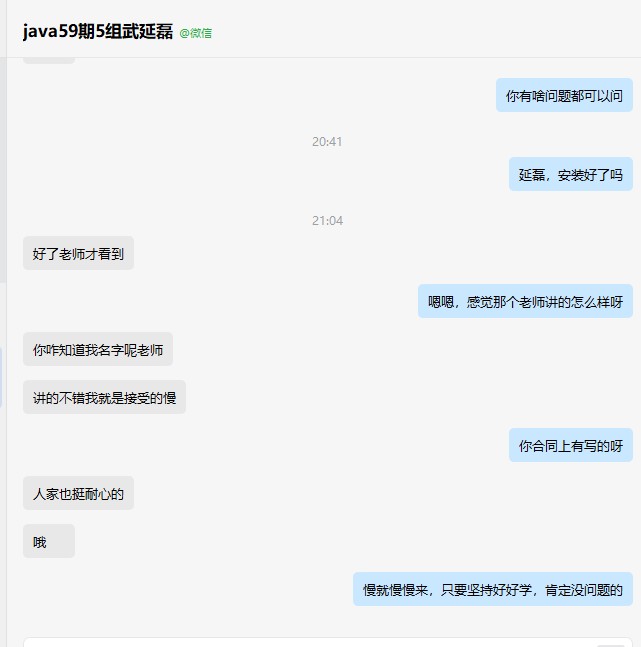 java59期5组武延磊 @微信
你有啥问题都可以问
20:41
延磊，安装好了吗
21:04
好了老师才看到
嗯嗯，感觉那个老师讲的怎么样呀
你咋知道我名字呢老师
讲的不错我就是接受的慢
你合同上有写的呀
人家也挺耐心的
哦
慢就慢慢来，只要坚持好好学，肯定没问题的